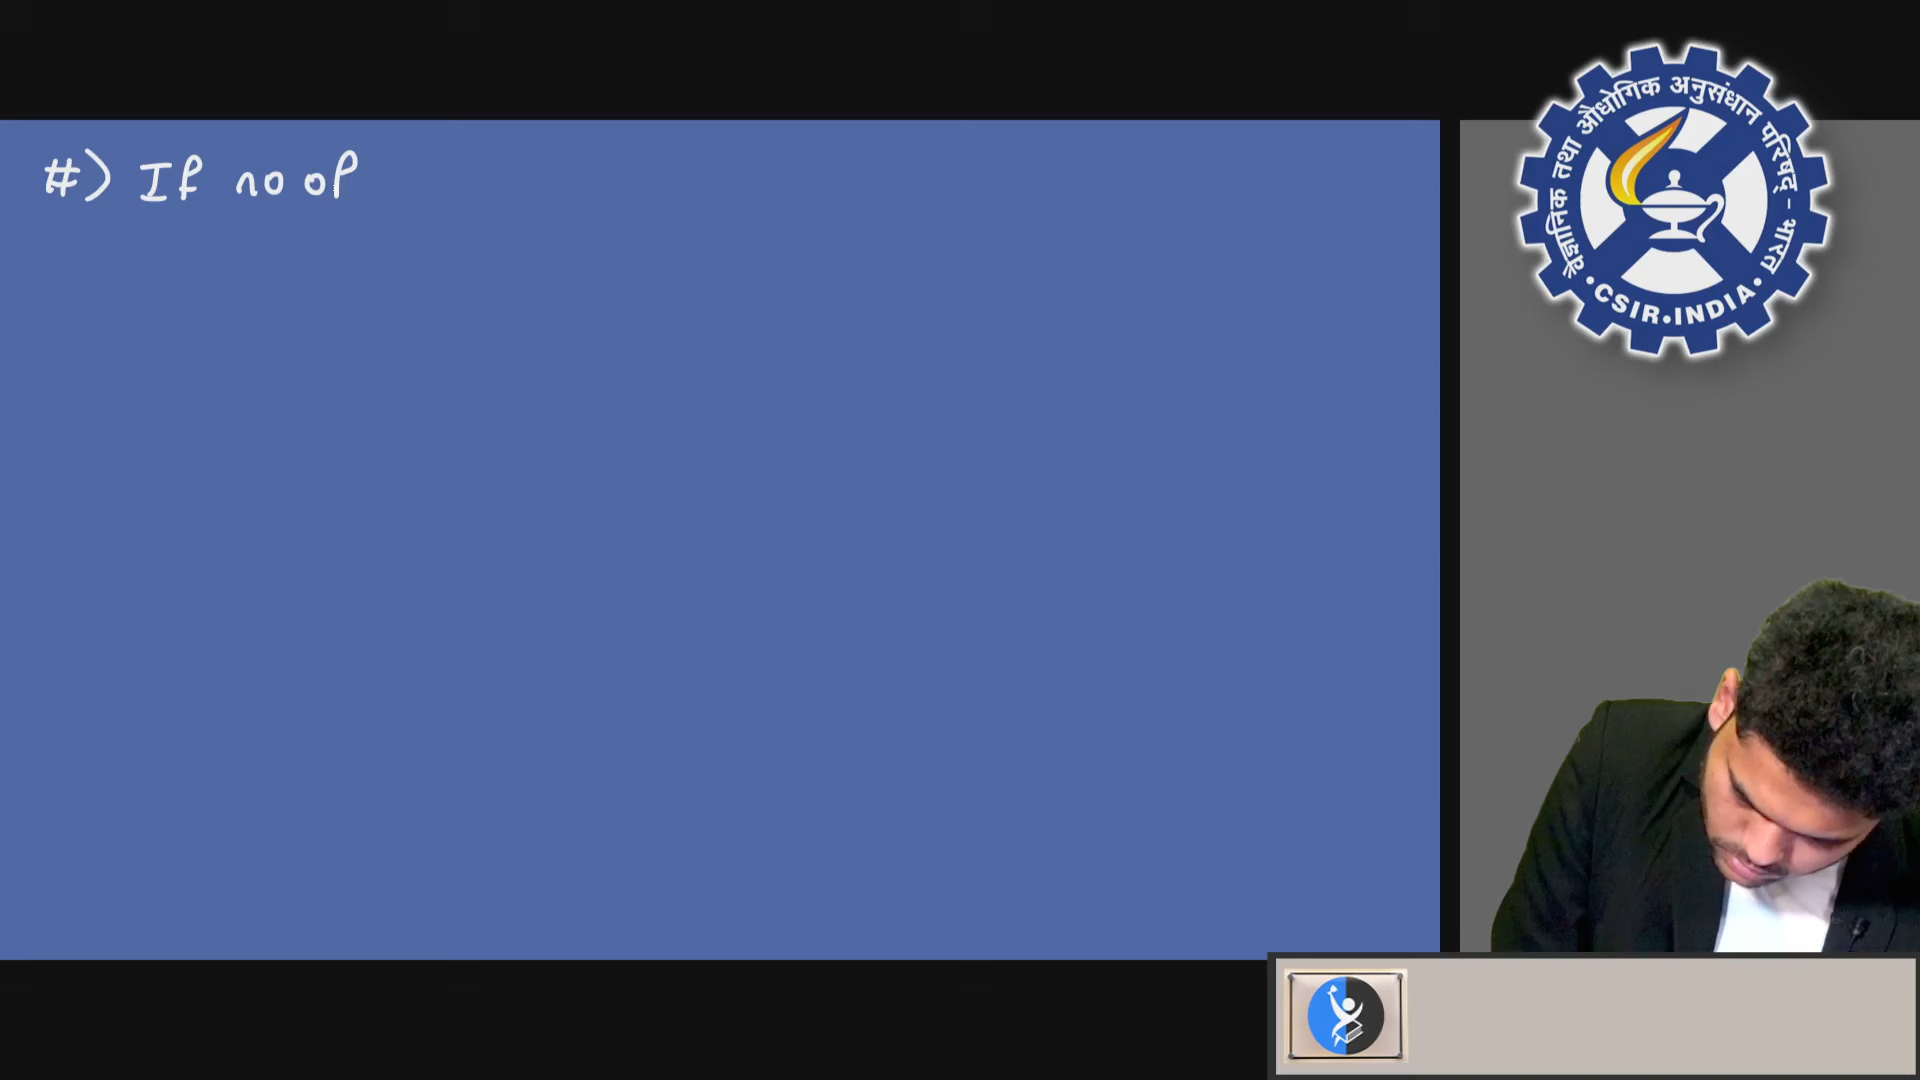 #) If no of
वैज्ञानिक तथा औद्योगिक अनुसंधान परिषद् - भारत
• CSIR • INDIA •